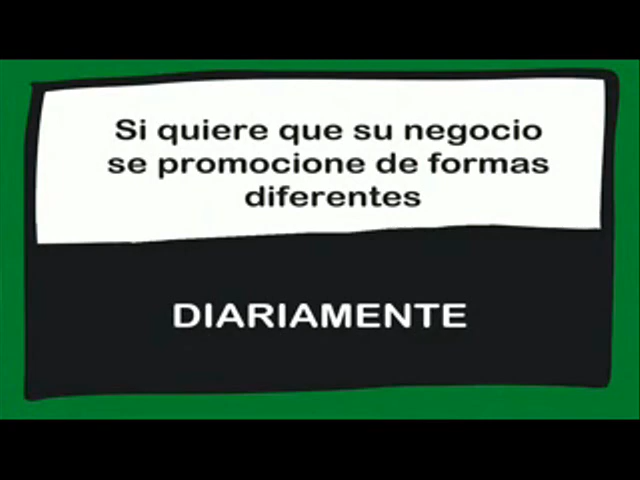 Si quiere que su negocio
se promocione de formas
diferentes
DIARIAMENTE